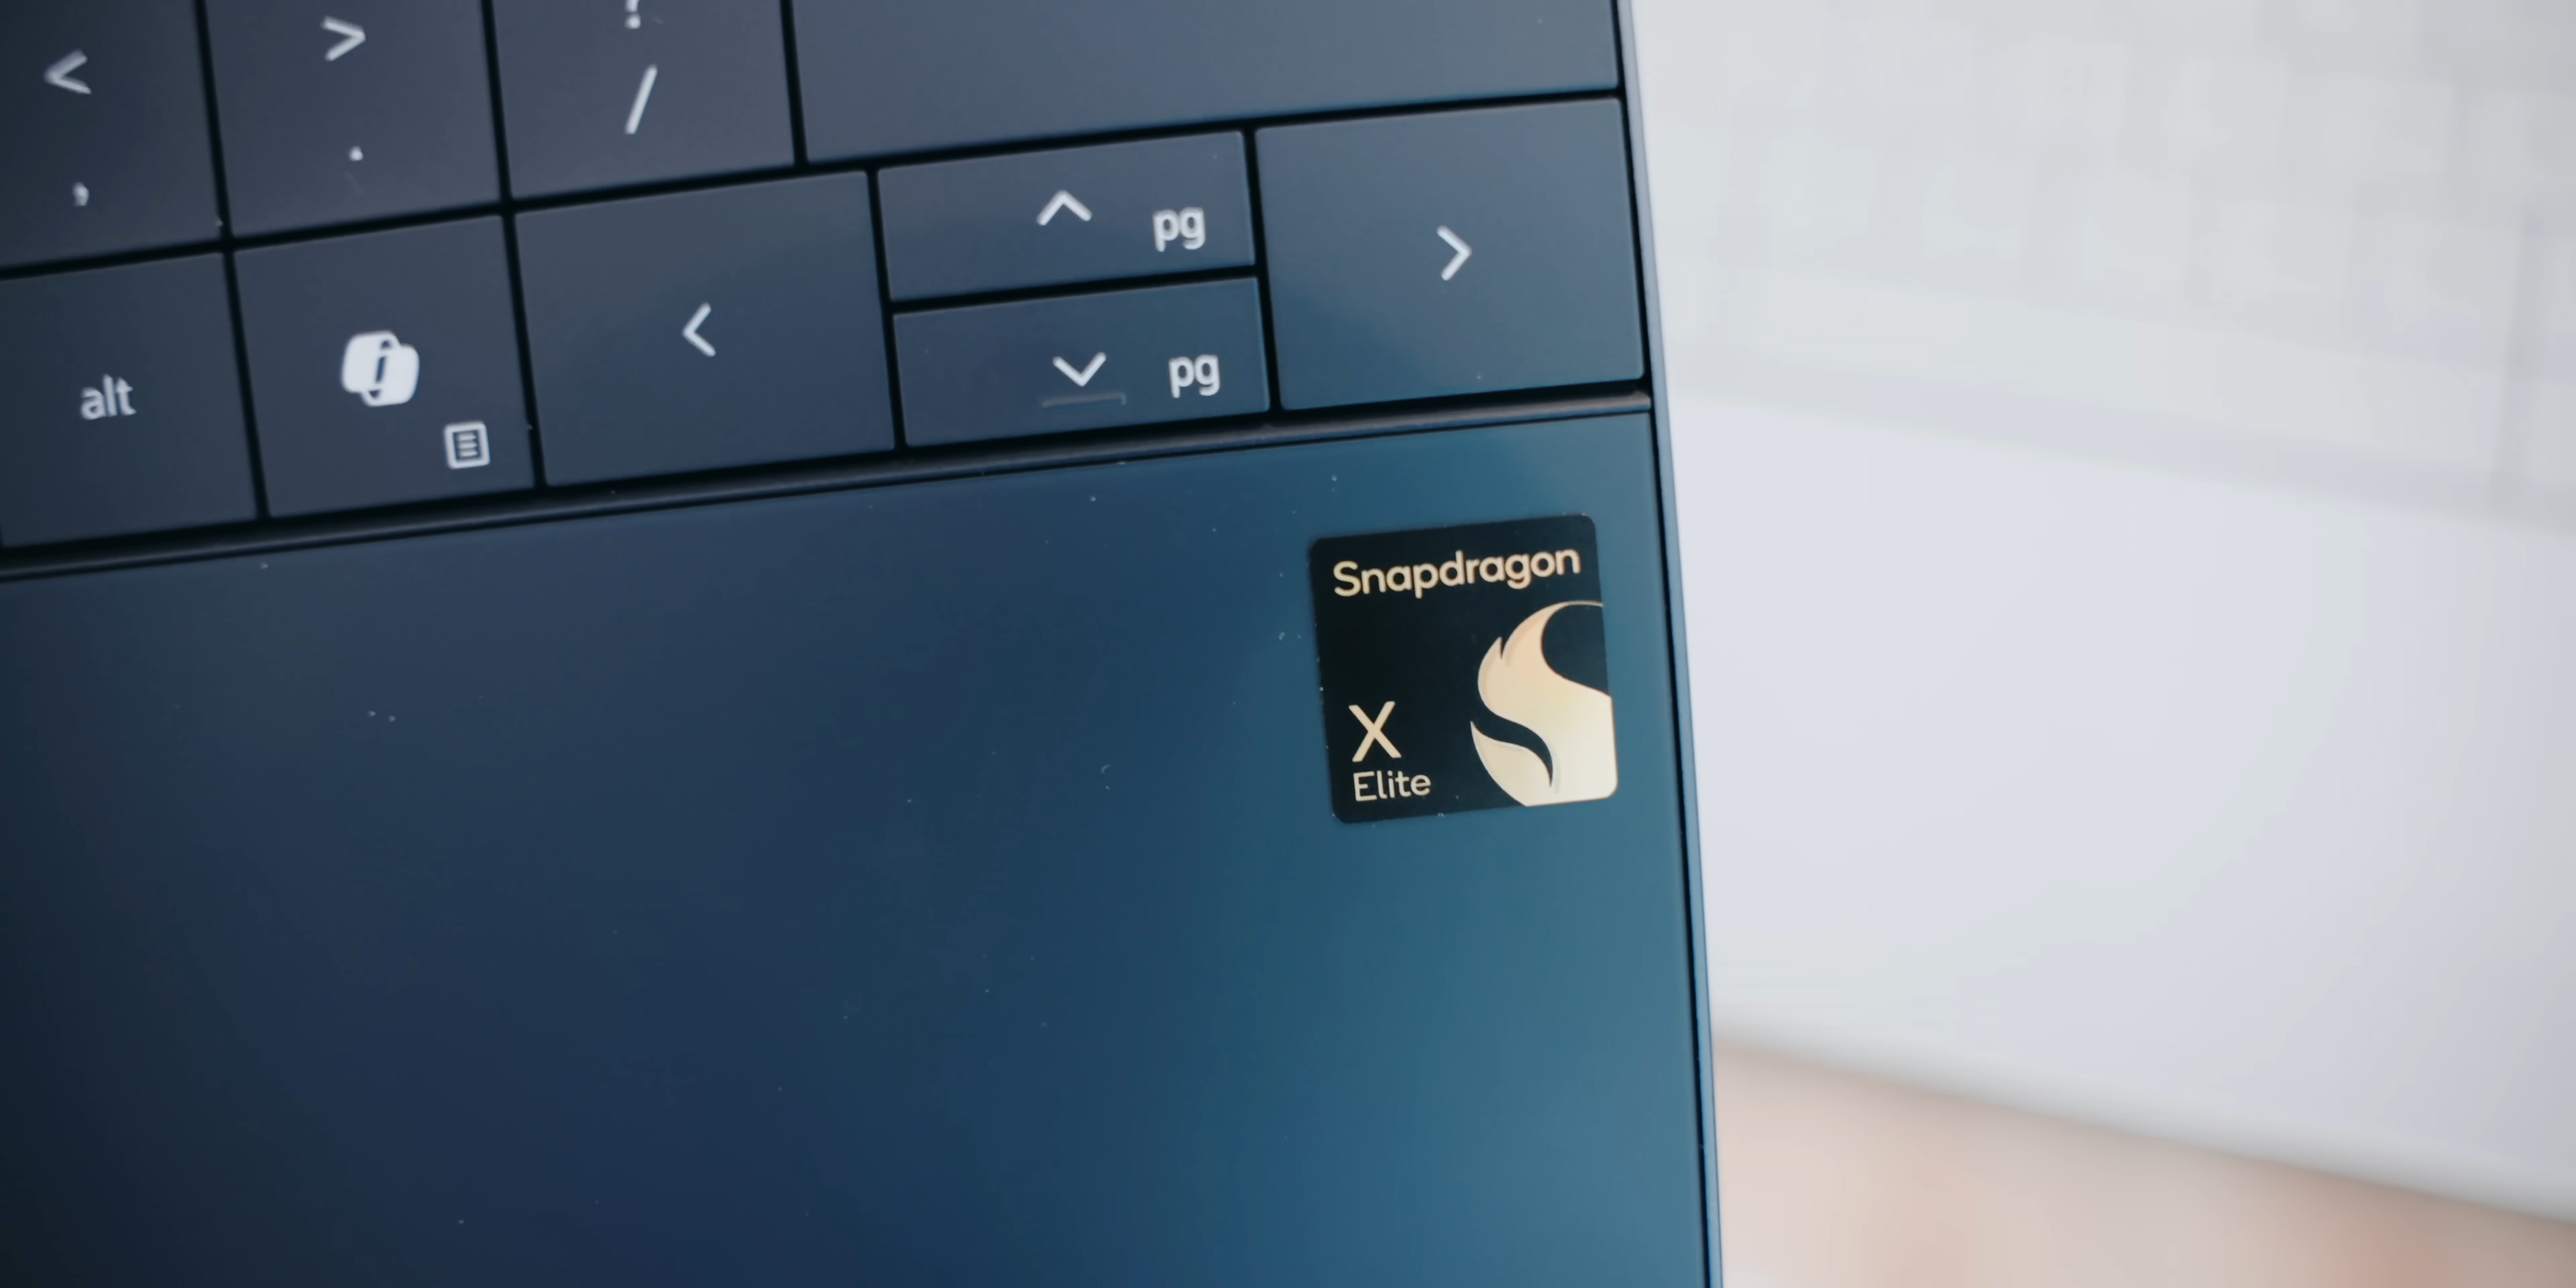 < > ?
, . /
^ pg
alt < v pg >
Snapdragon
X
Elite